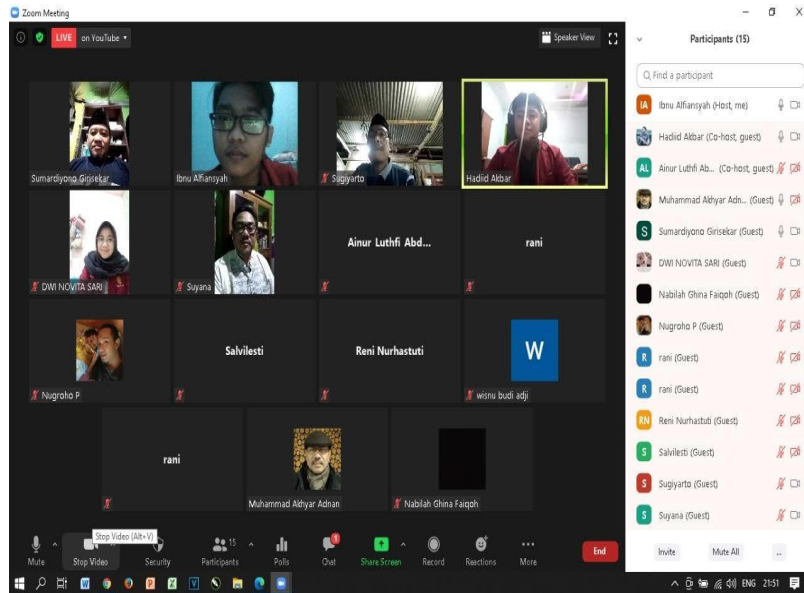 Zoom Meeting
LIVE on YouTube
Speaker View
Sumardiyono Girisekar
Ibnu Alfiansyah
Sugiyarto
Hadiid Akbar
DWI NOVITA SARI
Suyana
Ainur Luthfi Abd...
rani
Nugroho P
Salvilesti
Reni Nurhastuti
W
wisnu budi adji
rani
Muhammad Akhyar Adnan
Nabilah Ghina Faiqoh
Stop Video (Alt+V)
Mute
Stop Video
Security
15
Participants
Polls
1
Chat
Share Screen
Record
Reactions
More
End
Participants (15)
Find a participant
IA Ibnu Alfiansyah (Host, me)
Hadiid Akbar (Co-host, guest)
AL Ainur Luthfi Ab... (Co-host, guest)
Muhammad Akhyar Adn... (Guest)
S Sumardiyono Girisekar (Guest)
DWI NOVITA SARI (Guest)
Nabilah Ghina Faiqoh (Guest)
Nugroho P (Guest)
R rani (Guest)
R rani (Guest)
RN Reni Nurhastuti (Guest)
S Salvilesti (Guest)
S Sugiyarto (Guest)
S Suyana (Guest)
Invite
Mute All
...
ENG 21:51